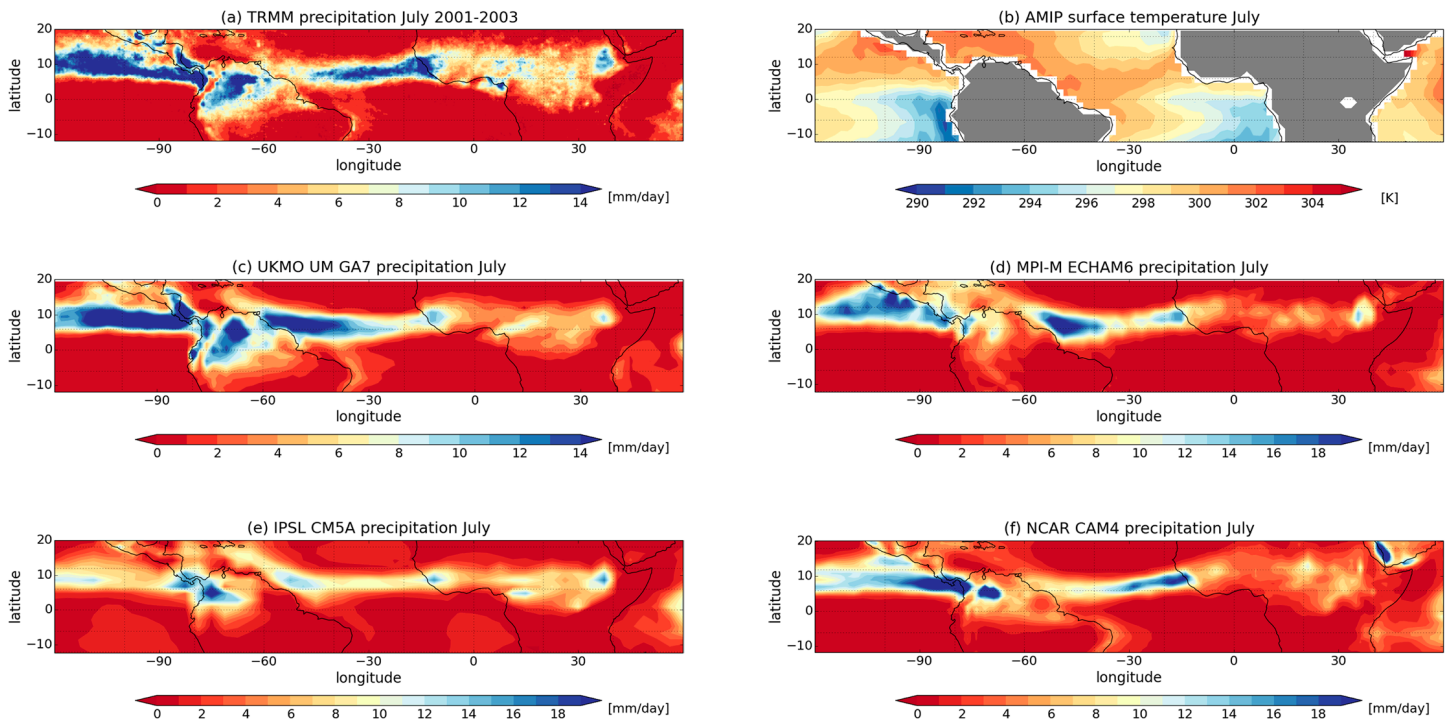 (a) TRMM precipitation July 2001-2003
20
10
0
−10
latitude
−90 −60 −30 0 30
longitude
0 2 4 6 8 10 12 14 [mm/day]
(b) AMIP surface temperature July
20
10
0
−10
latitude
−90 −60 −30 0 30
longitude
290 292 294 296 298 300 302 304 [K]
(c) UKMO UM GA7 precipitation July
20
10
0
−10
latitude
−90 −60 −30 0 30
longitude
0 2 4 6 8 10 12 14 [mm/day]
(d) MPI-M ECHAM6 precipitation July
20
10
0
−10
latitude
−90 −60 −30 0 30
longitude
0 2 4 6 8 10 12 14 16 18 [mm/day]
(e) IPSL CM5A precipitation July
20
10
0
−10
latitude
−90 −60 −30 0 30
longitude
0 2 4 6 8 10 12 14 16 18 [mm/day]
(f) NCAR CAM4 precipitation July
20
10
0
−10
latitude
−90 −60 −30 0 30
longitude
0 2 4 6 8 10 12 14 16 18 [mm/day]